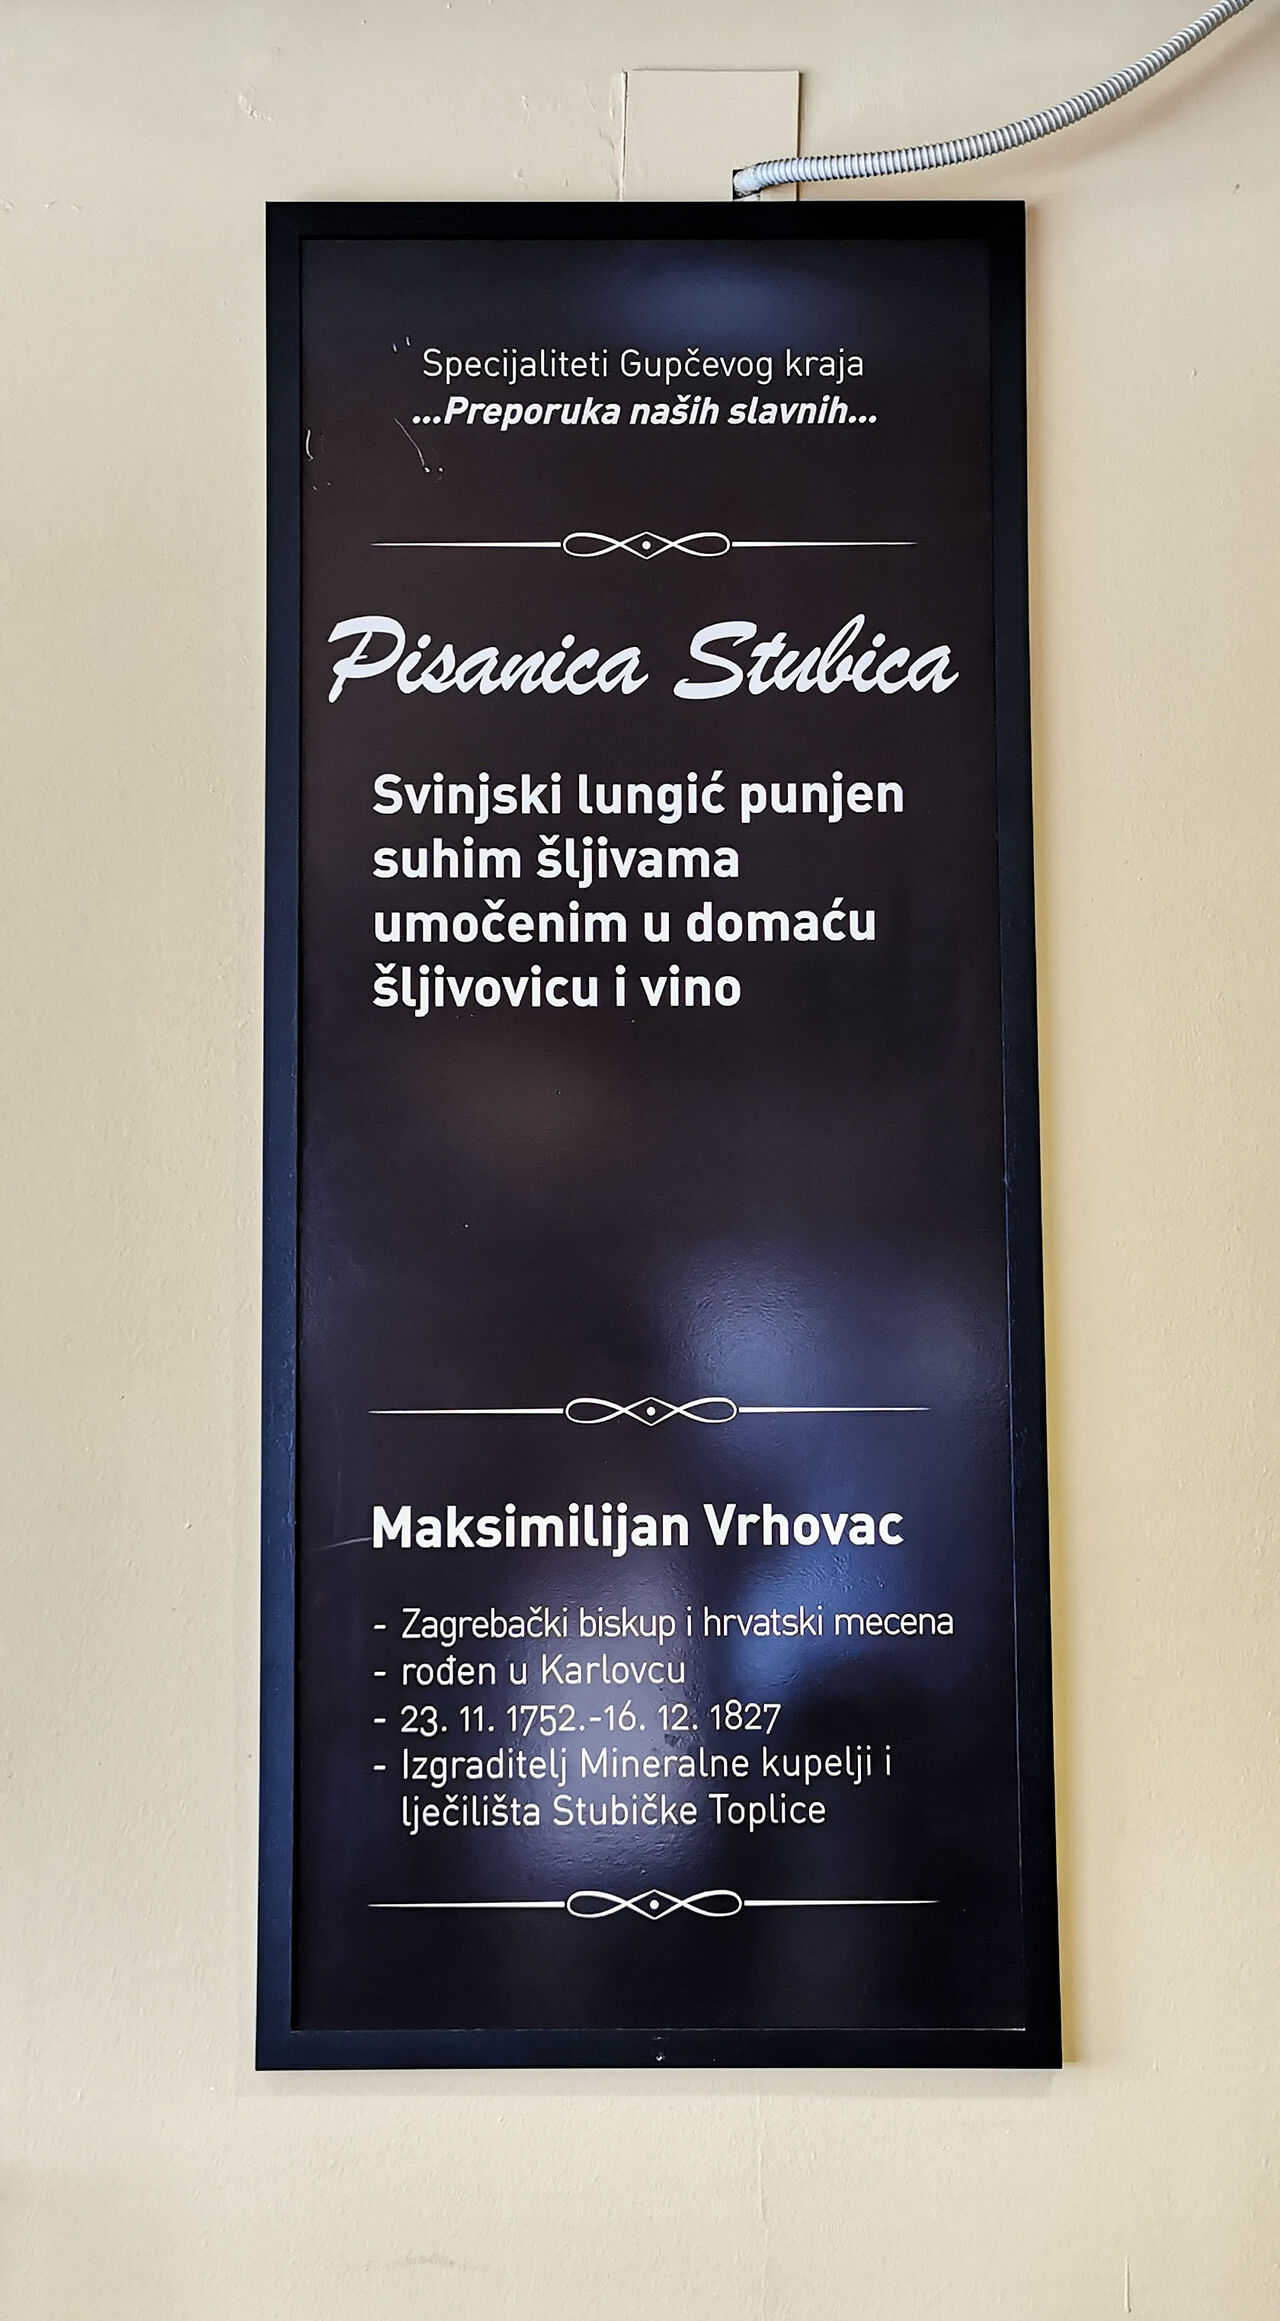 Specijaliteti Gupčevog kraja
...Preporuka naših slavnih...
Pisanica Stubica
Svinjski lungić punjen
suhim šljivama
umočenim u domaću
šljivovicu i vino
Maksimilijan Vrhovac
- Zagrebački biskup i hrvatski mecena
- rođen u Karlovcu
- 23. 11. 1752.-16. 12. 1827
- Izgraditelj Mineralne kupelji i
lječilišta Stubičke Toplice